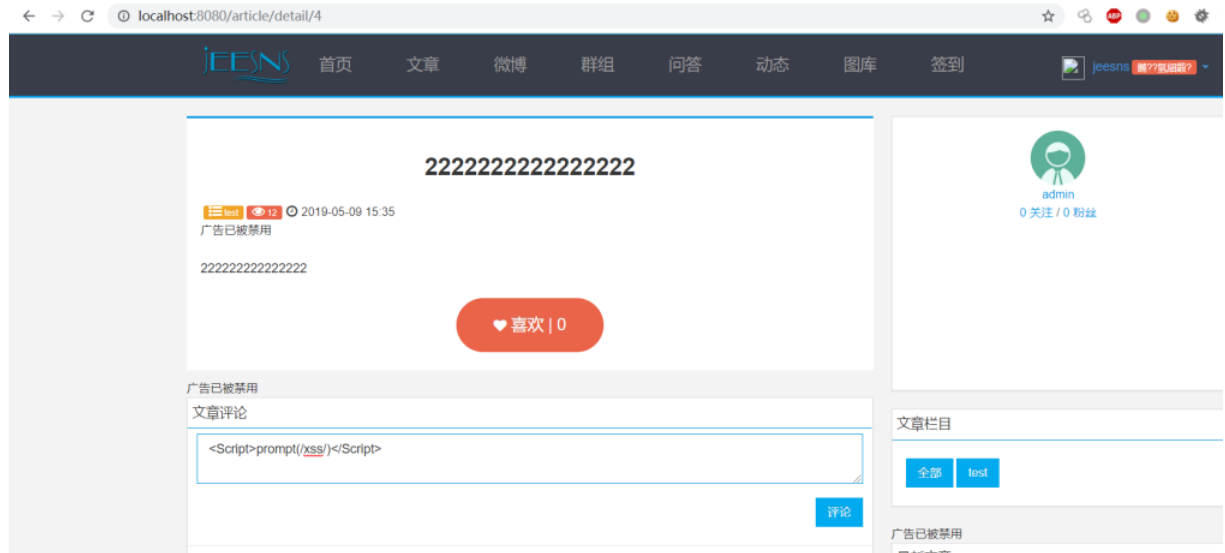 localhost:8080/article/detail/4
ABP
JEESNS 首页 文章 微博 群组 问答 动态 图库 签到 jeesns
2222222222222222
test 12 2019-05-09 15:35
广告已被禁用
222222222222222
喜欢 | 0
广告已被禁用
文章评论
<Script>prompt(/xss/)</Script>
评论
admin
0 关注 / 0 粉丝
文章栏目
全部 test
广告已被禁用